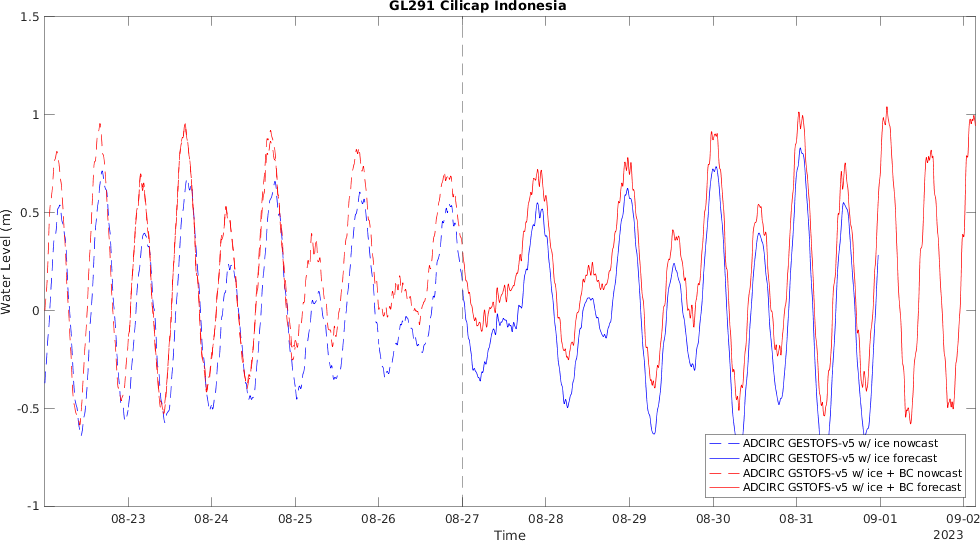 GL291 Cilicap Indonesia
1.5
1
0.5
0
-0.5
-1
Water Level (m)
ADCIRC GESTOFS-v5 w/ ice nowcast
ADCIRC GESTOFS-v5 w/ ice forecast
ADCIRC GSTOFS-v5 w/ ice + BC nowcast
ADCIRC GSTOFS-v5 w/ ice + BC forecast
08-23 08-24 08-25 08-26 08-27 08-28 08-29 08-30 08-31 09-01 09-02
Time
2023